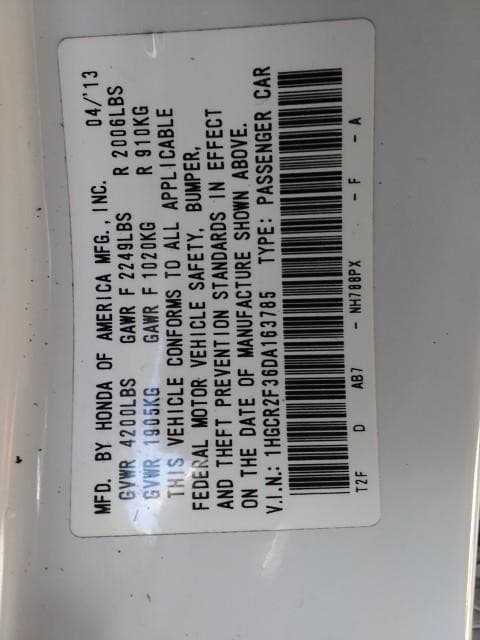 MFD. BY HONDA OF AMERICA MFG., INC. 04/'13
GVWR 4200LBS GAWR F 2249LBS R 2006LBS
GVWR 1905KG GAWR F 1020KG R 910KG
THIS VEHICLE CONFORMS TO ALL APPLICABLE
FEDERAL MOTOR VEHICLE SAFETY, BUMPER,
AND THEFT PREVENTION STANDARDS IN EFFECT
ON THE DATE OF MANUFACTURE SHOWN ABOVE.
V.I.N.: 1HGCR2F36DA163785 TYPE: PASSENGER CAR
T2F D AB7 - NH788PX - F - A